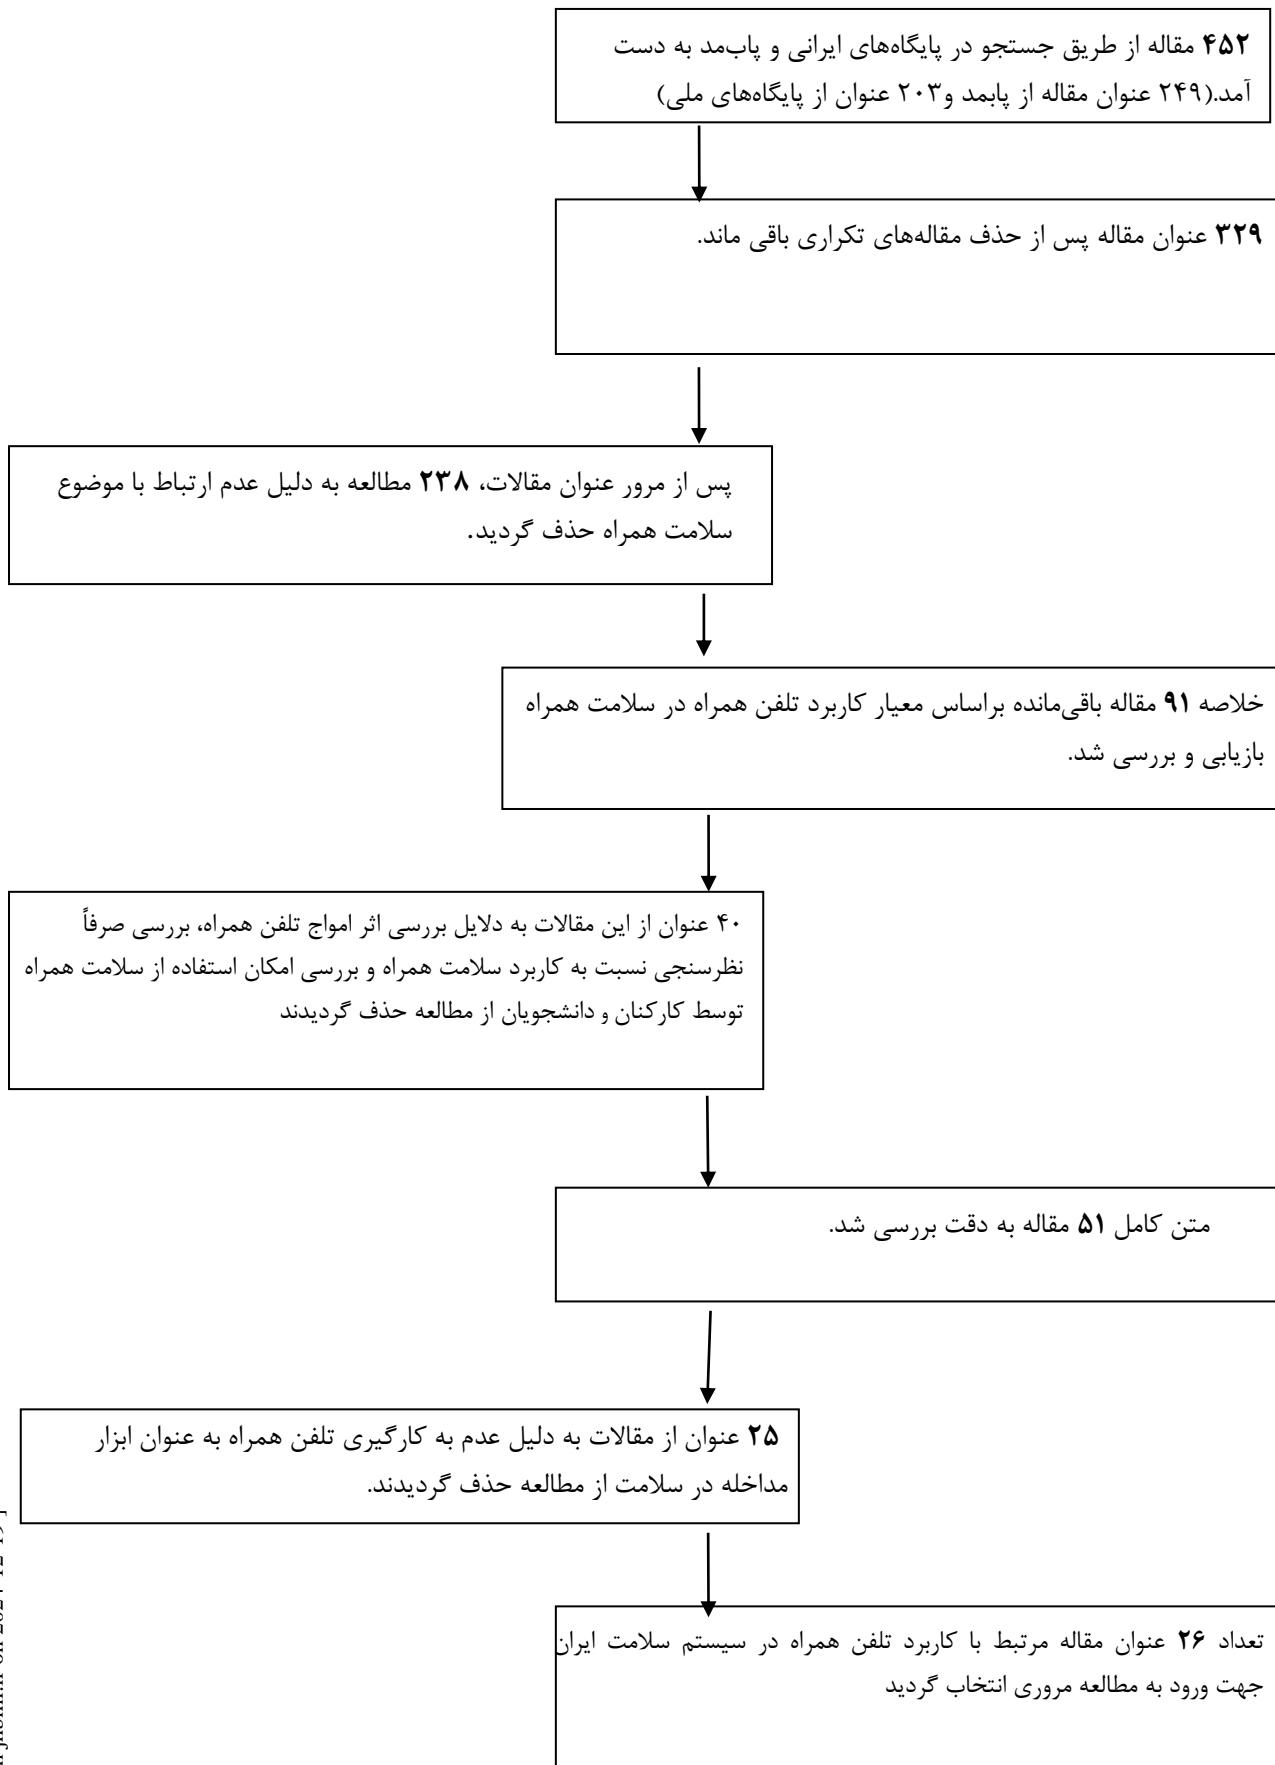 ۴۵۲ مقاله از طریق جستجو در پایگاه‌های ایرانی و پاب‌مد به دست
آمد.(۲۴۹ عنوان مقاله از پابمد و۲۰۳ عنوان از پایگاه‌های ملی)
۳۲۹ عنوان مقاله پس از حذف مقاله‌های تکراری باقی ماند.
پس از مرور عنوان مقالات، ۲۳۸ مطالعه به دلیل عدم ارتباط با موضوع
سلامت همراه حذف گردید.
خلاصه ۹۱ مقاله باقی‌مانده براساس معیار کاربرد تلفن همراه در سلامت همراه
بازیابی و بررسی شد.
۴۰ عنوان از این مقالات به دلایل بررسی اثر امواج تلفن همراه، بررسی صرفاً
نظرسنجی نسبت به کاربرد سلامت همراه و بررسی امکان استفاده از سلامت همراه
توسط کارکنان و دانشجویان از مطالعه حذف گردیدند
متن کامل ۵۱ مقاله به دقت بررسی شد.
۲۵ عنوان از مقالات به دلیل عدم به کارگیری تلفن همراه به عنوان ابزار
مداخله در سلامت از مطالعه حذف گردیدند.
تعداد ۲۶ عنوان مقاله مرتبط با کاربرد تلفن همراه در سیستم سلامت ایران
جهت ورود به مطالعه مروری انتخاب گردید